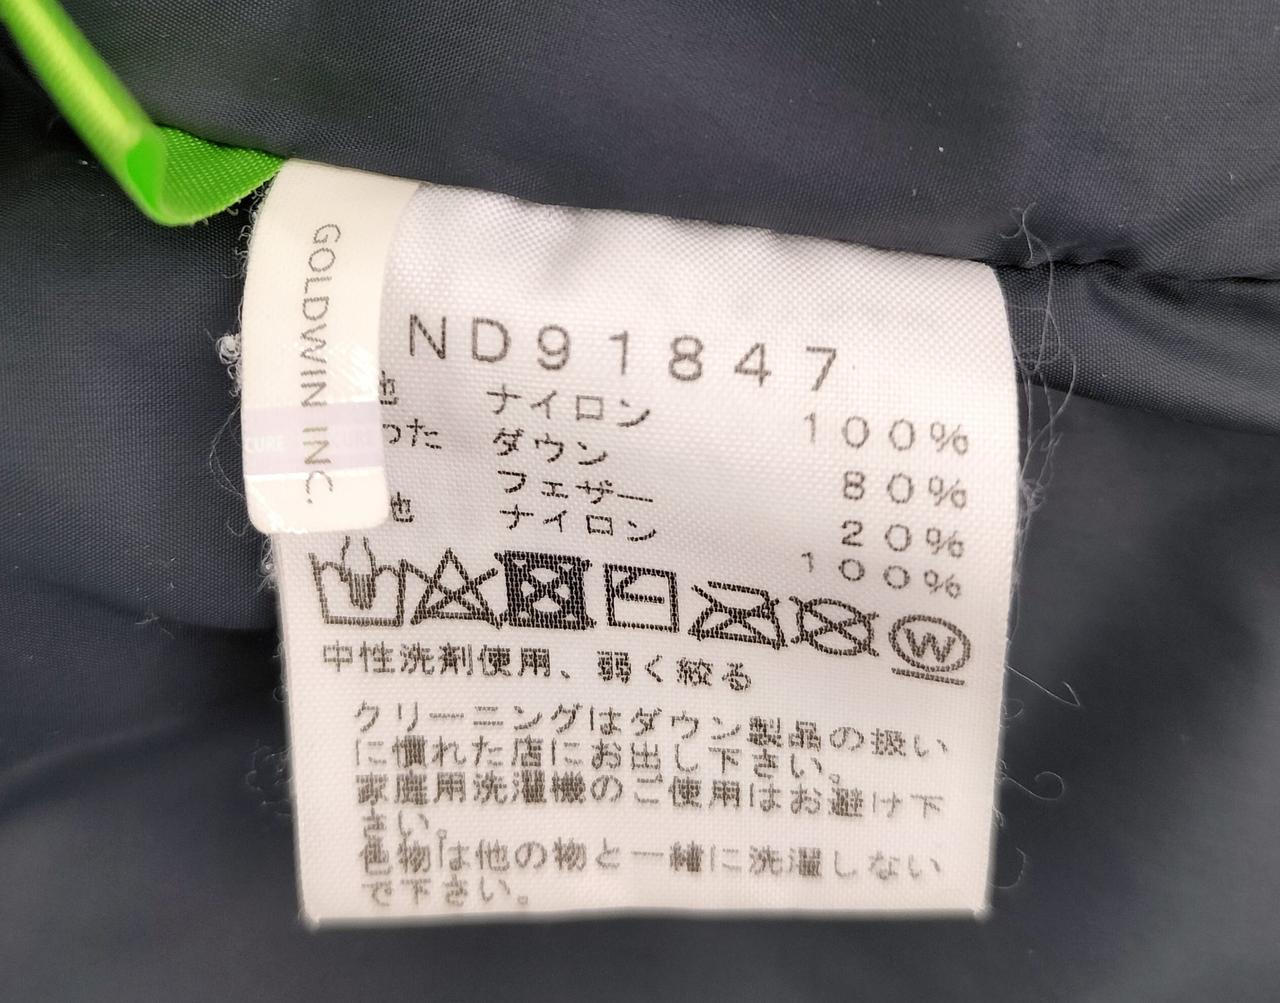 GOLDWIN INC.
ND91847
地 ナイロン 100%
った ダウン 80%
フェザー 20%
地 ナイロン 100%
W
中性洗剤使用、弱く絞る
クリーニングはダウン製品の扱い
に慣れた店にお出し下さい。
家庭用洗濯機のご使用はお避け下
さい。
色物は他の物と一緒に洗濯しない
で下さい。